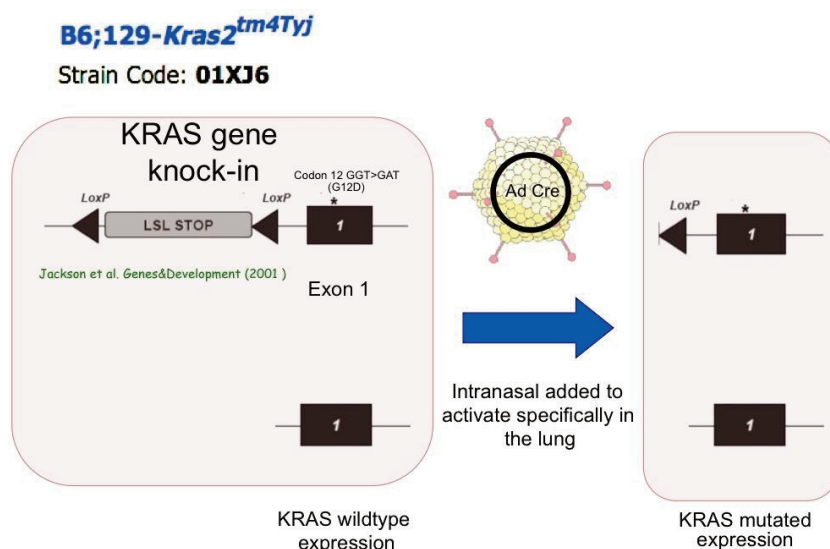 B6;129-Kras2tm4Tyj
Strain Code: 01XJ6
KRAS gene
knock-in
Codon 12 GGT>GAT
(G12D)
LoxP
LoxP
*
LSL STOP
1
Jackson et al. Genes&Development (2001 )
Exon 1
1
KRAS wildtype
expression
Ad Cre
Intranasal added to
activate specifically in
the lung
LoxP
*
1
1
KRAS mutated
expression